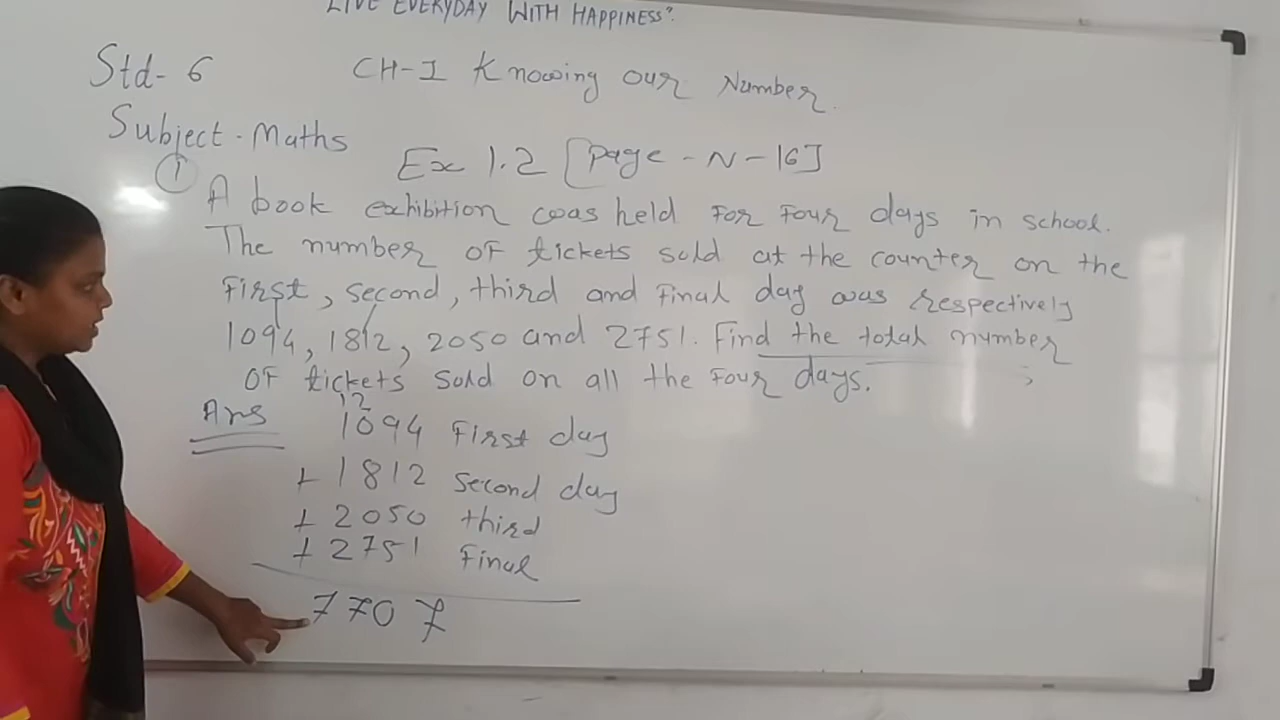 "LIVE EVERYDAY WITH HAPPINESS".
Std-6 CH-I Knowing our Number.
Subject-Maths
Ex 1.2 [Page-N-16]
① A book exhibition was held For Four days in school.
The number OF tickets sold at the counter on the
First, second, third and Final day was respectively
1094, 1812, 2050 and 2751. Find the total number
OF tickets sold on all the Four days.
12
Ans 1094 First day
+ 1812 second day
+ 2050 third
+ 2751 Final
7707